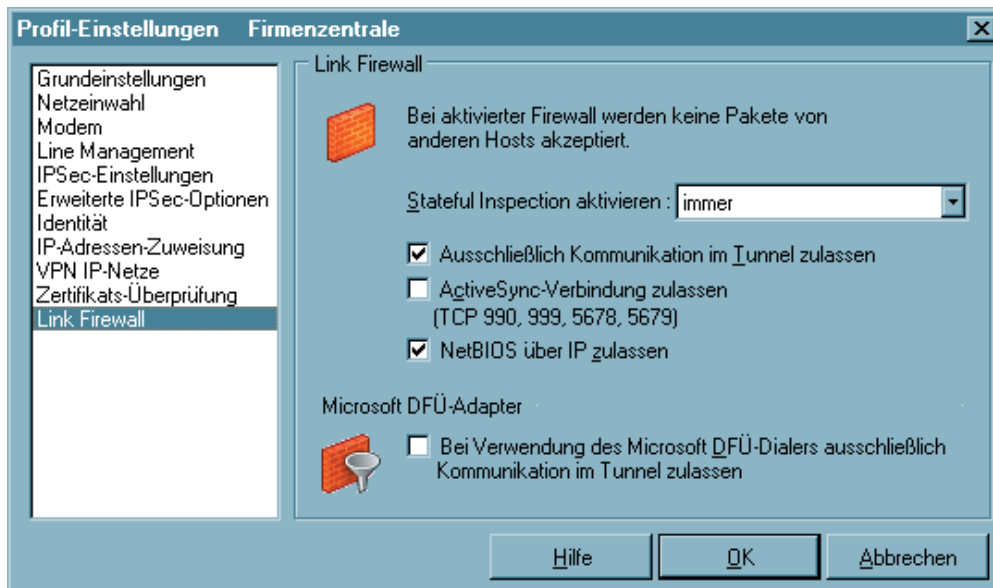 Profil-Einstellungen Firmenzentrale
Grundeinstellungen
Netzeinwahl
Modem
Line Management
IPSec-Einstellungen
Erweiterte IPSec-Optionen
Identität
IP-Adressen-Zuweisung
VPN IP-Netze
Zertifikats-Überprüfung
Link Firewall
Link Firewall
Bei aktivierter Firewall werden keine Pakete von
anderen Hosts akzeptiert.
Stateful Inspection aktivieren : immer
Ausschließlich Kommunikation im Tunnel zulassen
ActiveSync-Verbindung zulassen
(TCP 990, 999, 5678, 5679)
NetBIOS über IP zulassen
Microsoft DFÜ-Adapter
Bei Verwendung des Microsoft DFÜ-Dialers ausschließlich
Kommunikation im Tunnel zulassen
Hilfe OK Abbrechen